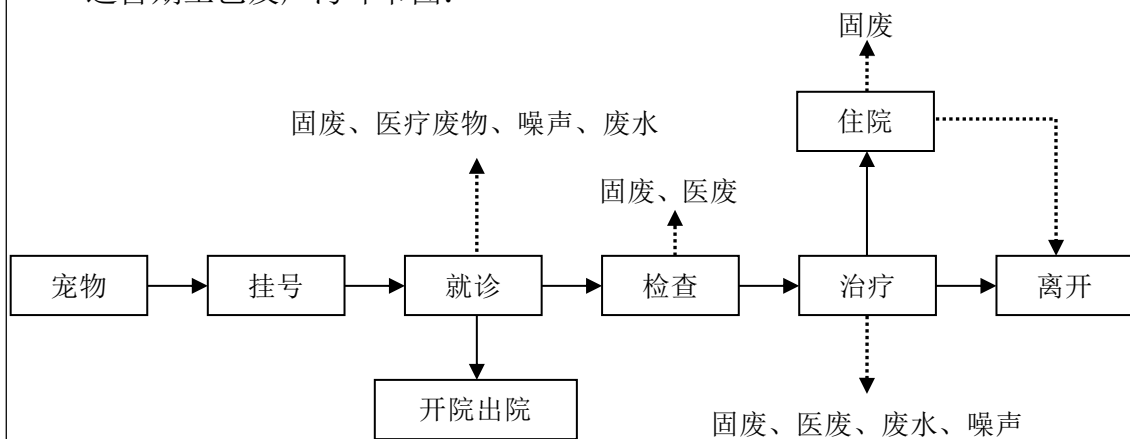 固废
固废、医疗废物、噪声、废水
住院
固废、医废
宠物
挂号
就诊
检查
治疗
离开
开院出院
固废、医废、废水、噪声